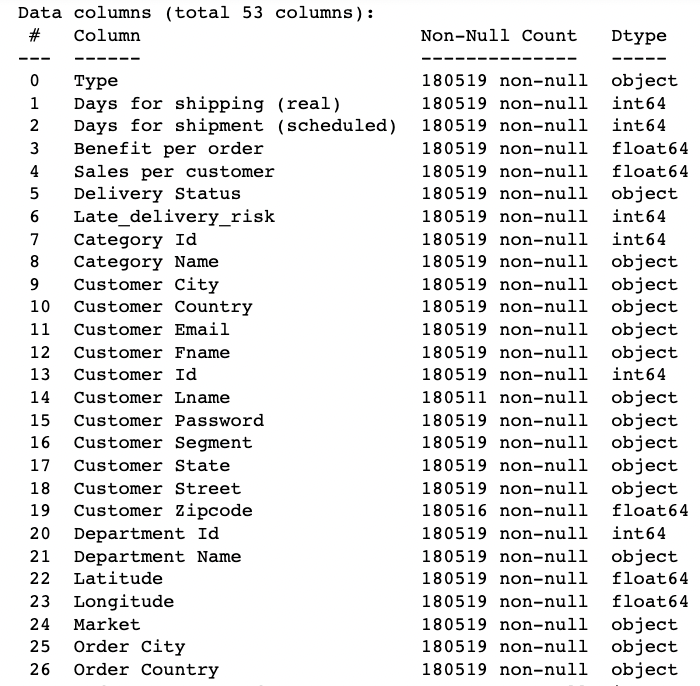 Data columns (total 53 columns):
# Column Non-Null Count Dtype
--- ------ -------------- -----
0 Type 180519 non-null object
1 Days for shipping (real) 180519 non-null int64
2 Days for shipment (scheduled) 180519 non-null int64
3 Benefit per order 180519 non-null float64
4 Sales per customer 180519 non-null float64
5 Delivery Status 180519 non-null object
6 Late_delivery_risk 180519 non-null int64
7 Category Id 180519 non-null int64
8 Category Name 180519 non-null object
9 Customer City 180519 non-null object
10 Customer Country 180519 non-null object
11 Customer Email 180519 non-null object
12 Customer Fname 180519 non-null object
13 Customer Id 180519 non-null int64
14 Customer Lname 180511 non-null object
15 Customer Password 180519 non-null object
16 Customer Segment 180519 non-null object
17 Customer State 180519 non-null object
18 Customer Street 180519 non-null object
19 Customer Zipcode 180516 non-null float64
20 Department Id 180519 non-null int64
21 Department Name 180519 non-null object
22 Latitude 180519 non-null float64
23 Longitude 180519 non-null float64
24 Market 180519 non-null object
25 Order City 180519 non-null object
26 Order Country 180519 non-null object